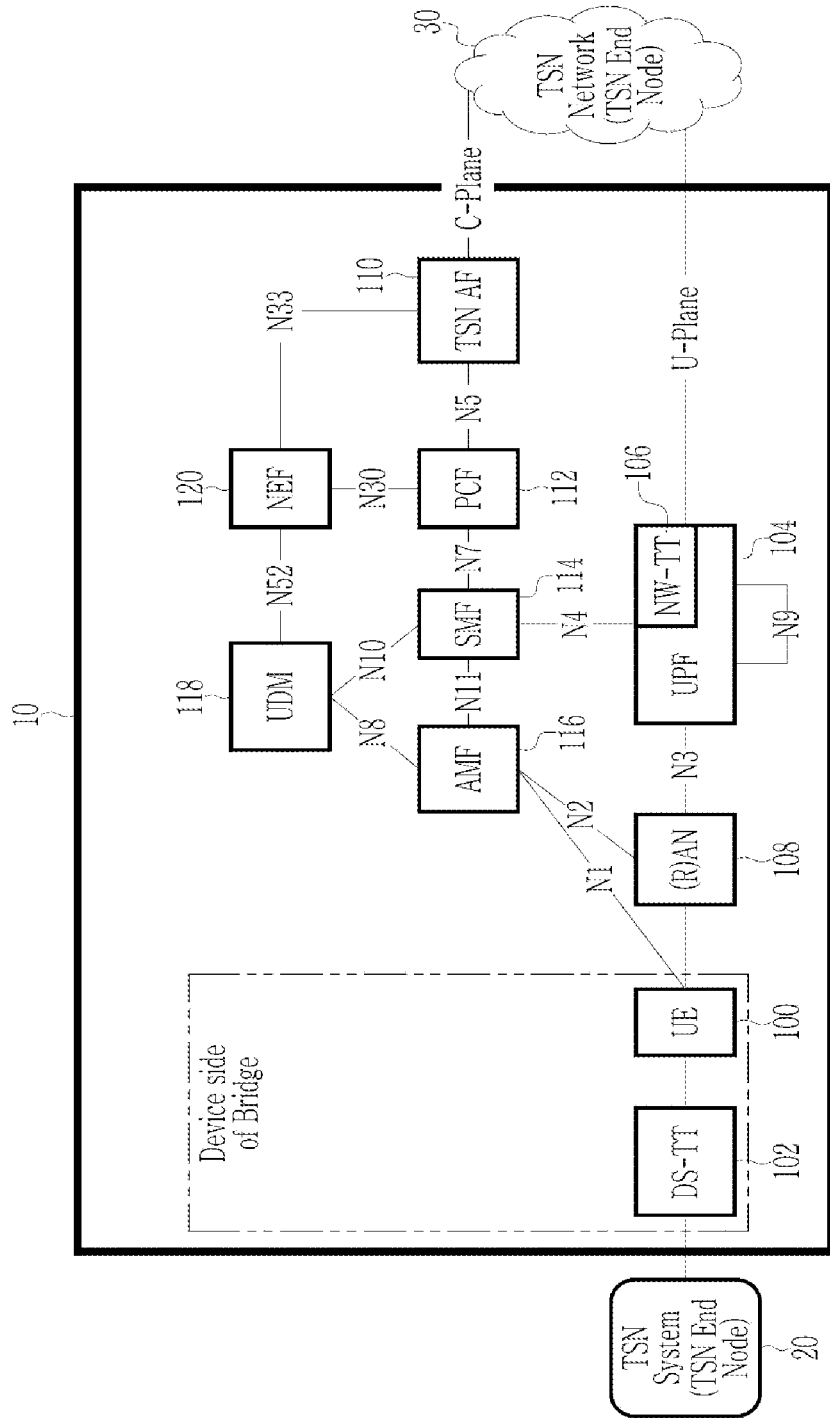 10
30
118
UDM
N52
120
NEF
N33
N8
N10
N30
110
AMF
N11
SMF
N7
PCF
N5
TSN AF
C-Plane
TSN
Network
(TSN End
Node)
116
114
112
N1
N2
N4
Device side
of Bridge
106
TSN
System
(TSN End
Node)
DS-TT
UE
(R)AN
N3
UPF
NW-TT
U-Plane
20
102
100
108
N9
104